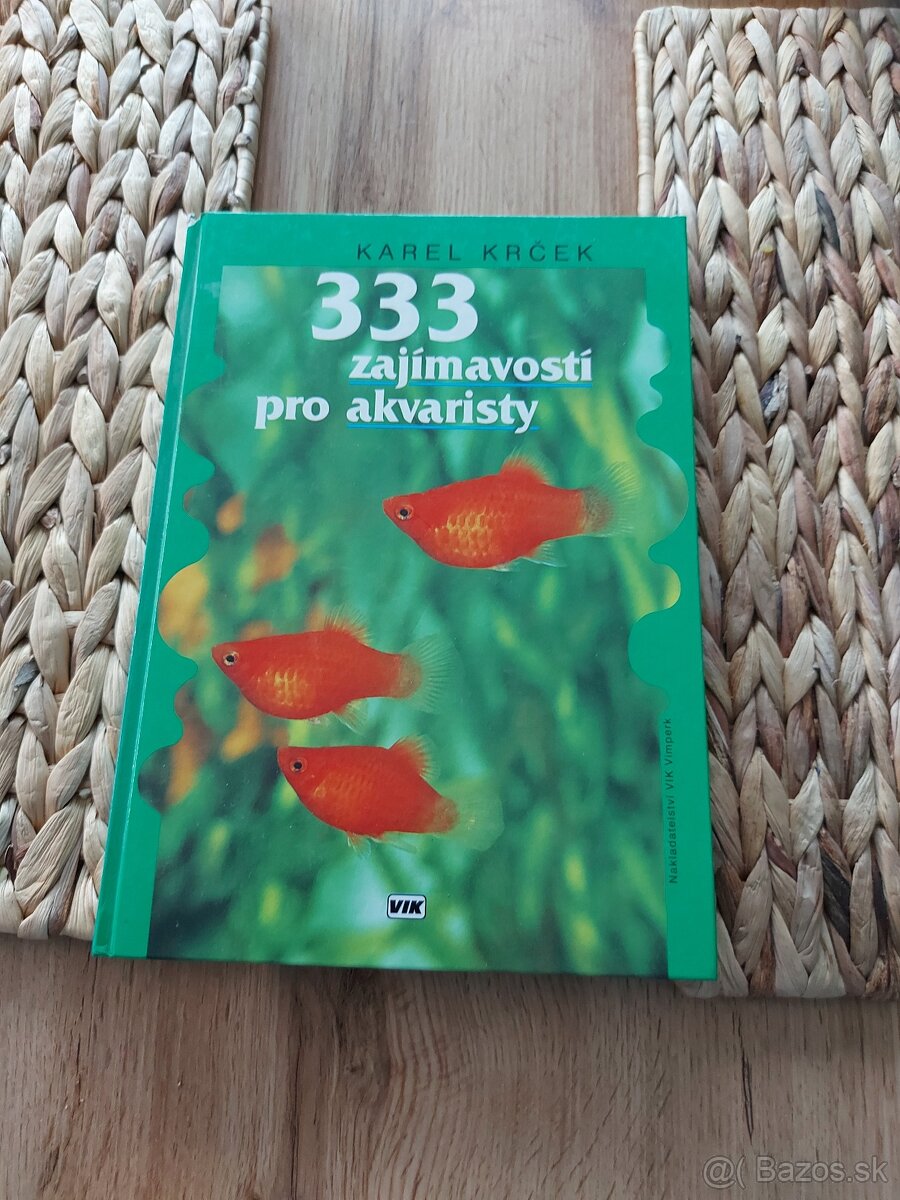 KAREL KRČEK
333
zajímavostí
pro akvaristy
Nakladatelství VIK Vimperk
VIK
@( Bazos.sk